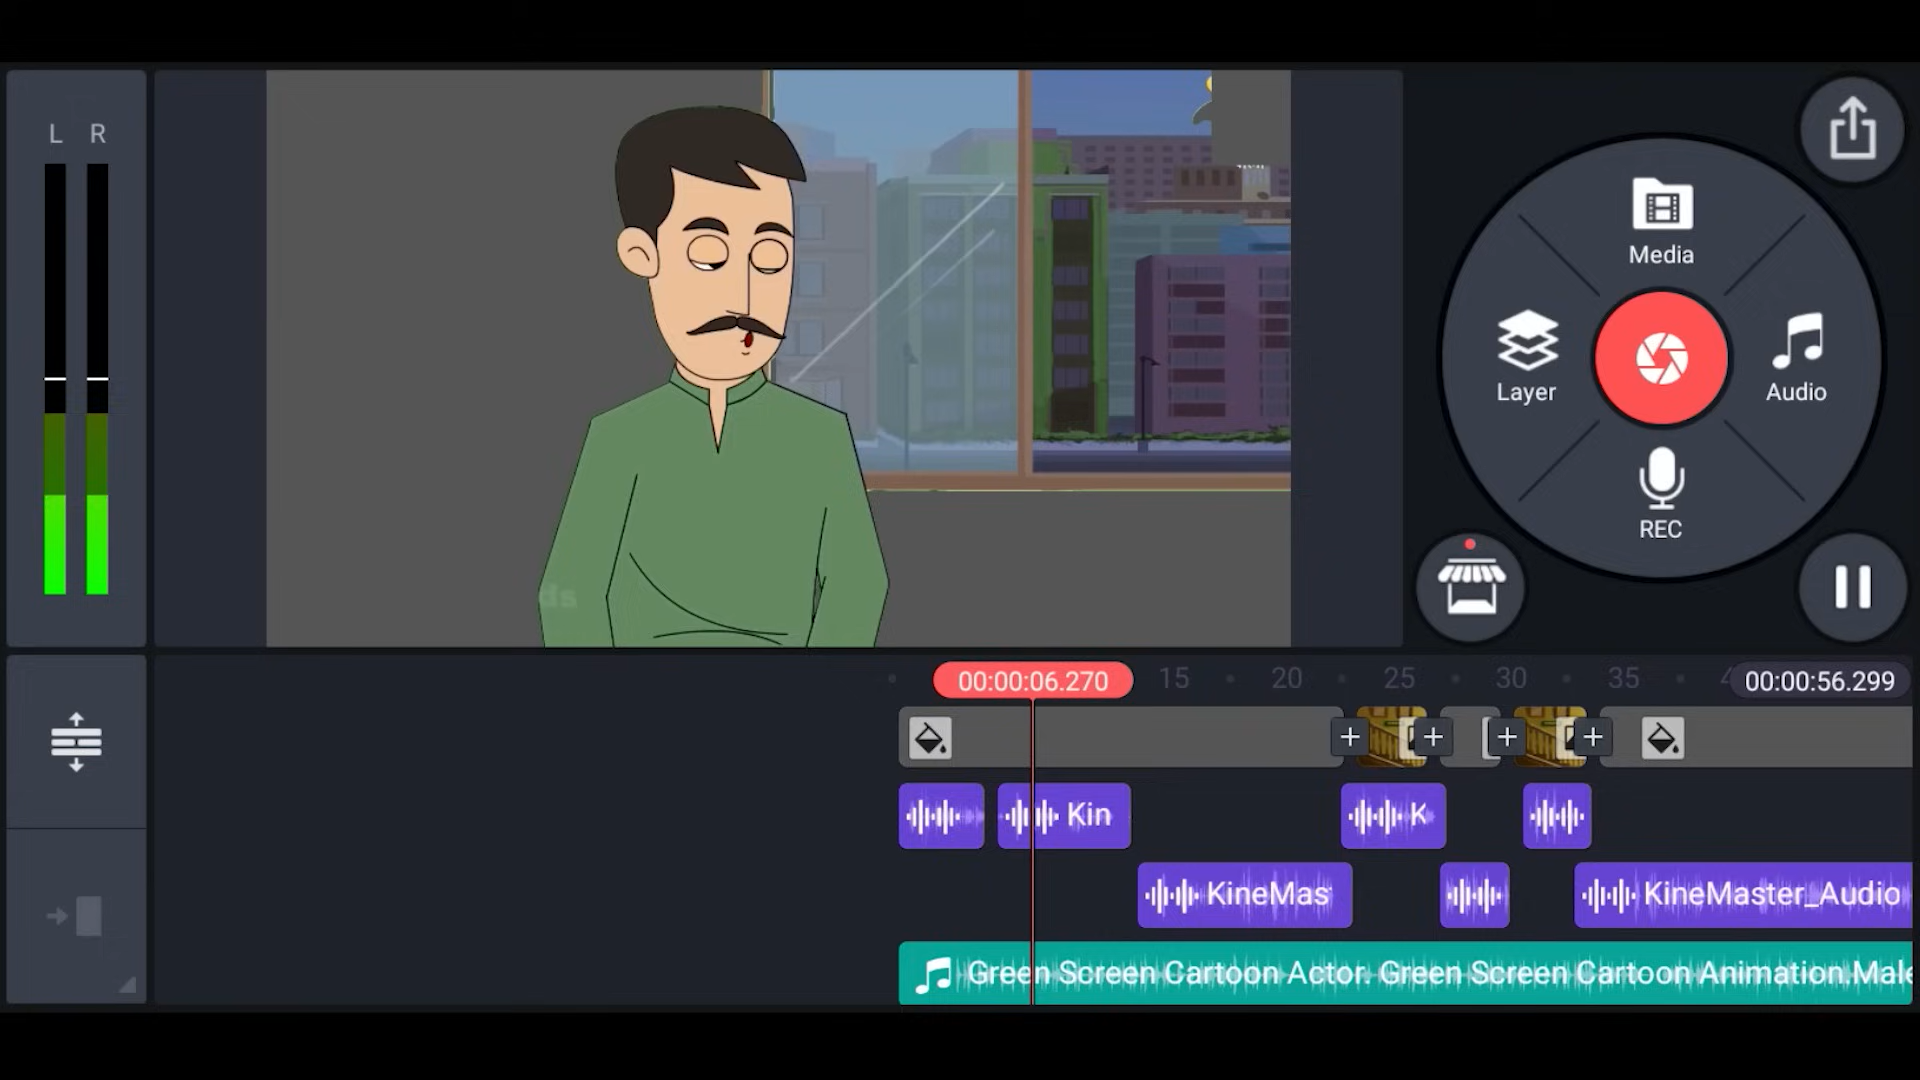 L R
Media
Layer
Audio
REC
ds
00:00:06.270 15 20 25 30 35 00:00:56.299
Kin
K
KineMas
KineMaster_Audio
Green Screen Cartoon Actor. Green Screen Cartoon Animation,Male